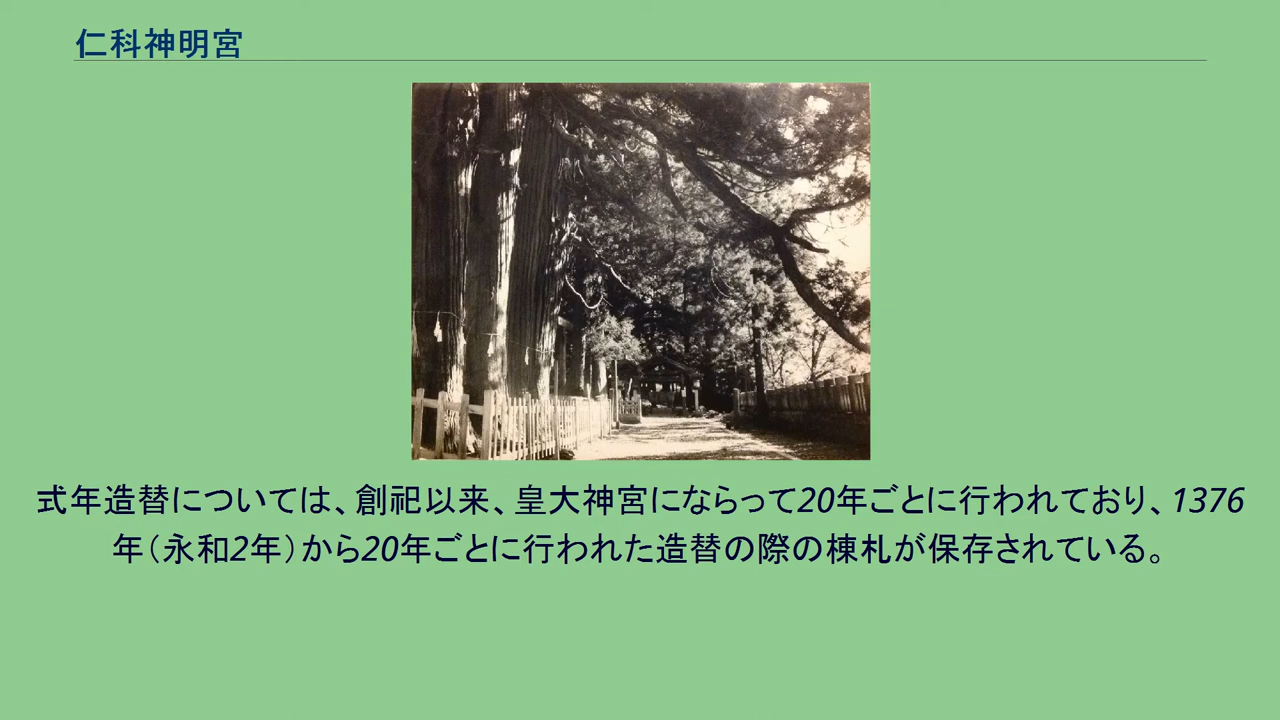 仁科神明宮
式年造替については、創祀以来、皇大神宮にならって20年ごとに行われており、1376
年（永和2年）から20年ごとに行われた造替の際の棟札が保存されている。